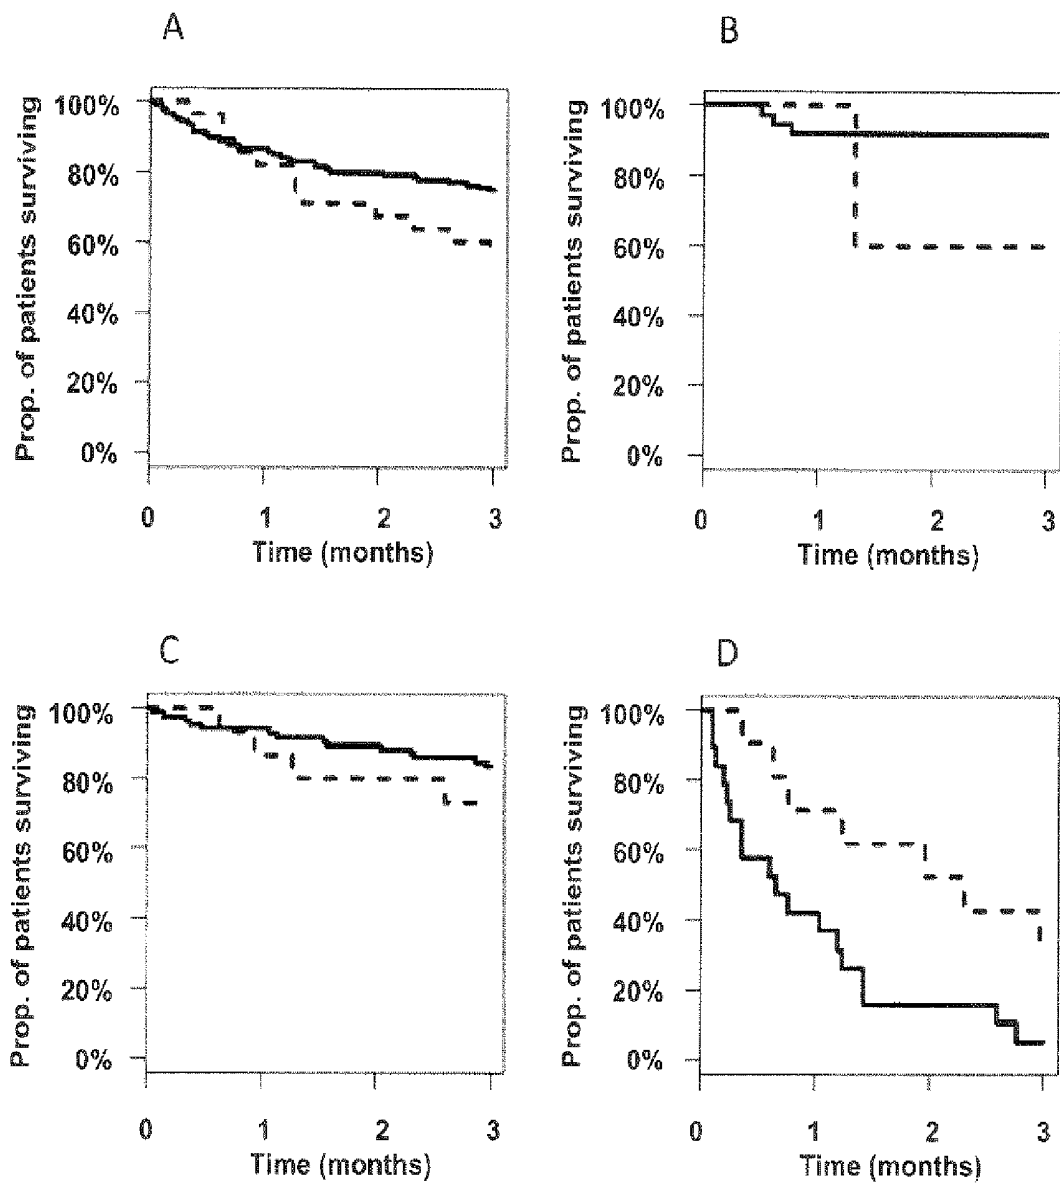 A
Prop. of patients surviving
100%
80%
60%
40%
20%
0%
0 1 2 3
Time (months)
B
Prop. of patients surviving
100%
80%
60%
40%
20%
0%
0 1 2 3
Time (months)
C
Prop. of patients surviving
100%
80%
60%
40%
20%
0%
0 1 2 3
Time (months)
D
Prop. of patients surviving
100%
80%
60%
40%
20%
0%
0 1 2 3
Time (months)